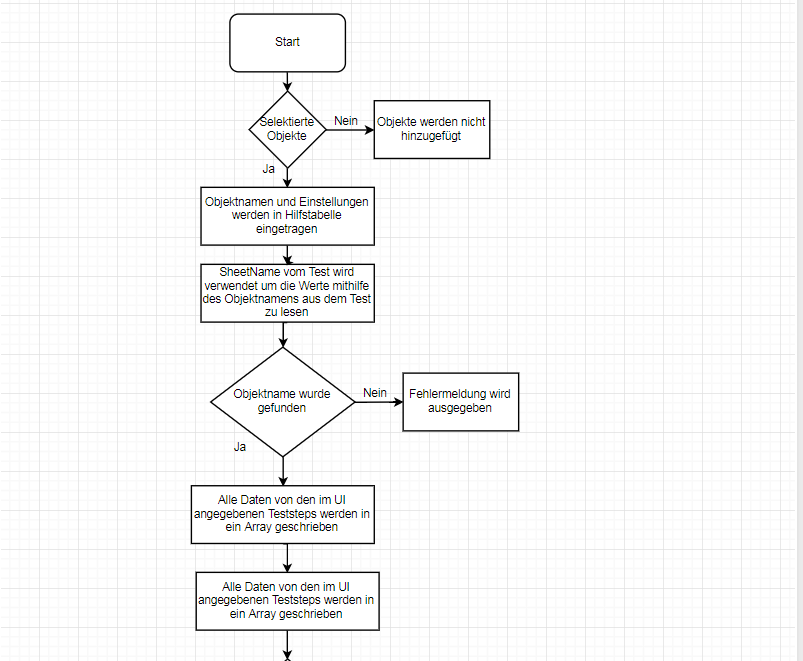 Start
Selektierte
Objekte
Nein
Objekte werden nicht
hinzugefügt
Ja
Objektnamen und Einstellungen
werden in Hilfstabelle
eingetragen
SheetName vom Test wird
verwendet um die Werte mithilfe
des Objektnamens aus dem Test
zu lesen
Objektname wurde
gefunden
Nein
Fehlermeldung wird
ausgegeben
Ja
Alle Daten von den im UI
angegebenen Teststeps werden in
ein Array geschrieben
Alle Daten von den im UI
angegebenen Teststeps werden in
ein Array geschrieben